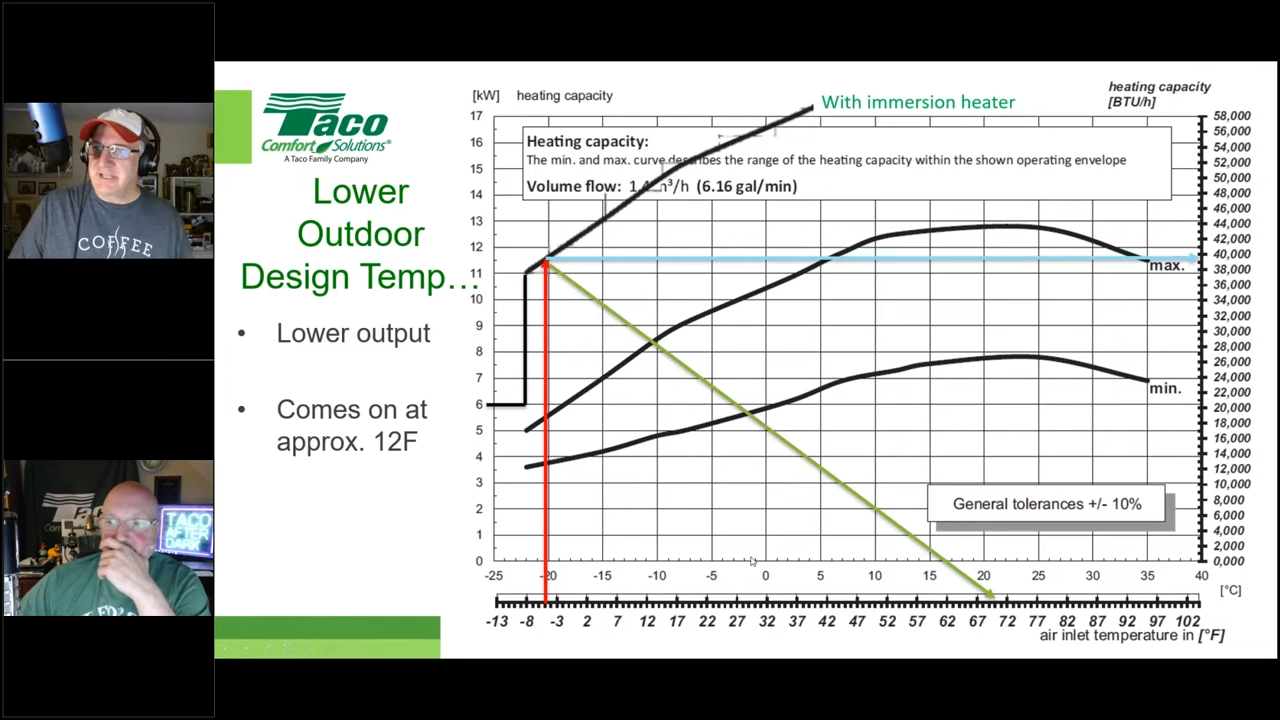 Taco
Comfort Solutions®
A Taco Family Company
Lower
Outdoor
Design Temp...
• Lower output
• Comes on at
approx. 12F
[kW] heating capacity
With immersion heater
heating capacity
[BTU/h]
Heating capacity:
The min. and max. curve describes the range of the heating capacity within the shown operating envelope
Volume flow: m³/h (6.16 gal/min)
17
16
15
14
13
12
11
10
9
8
7
6
5
4
3
2
1
0
58,000
56,000
54,000
52,000
50,000
48,000
46,000
44,000
42,000
40,000
38,000
36,000
34,000
32,000
30,000
28,000
26,000
24,000
22,000
20,000
18,000
16,000
14,000
12,000
10,000
8,000
6,000
4,000
2,000
0,000
max.
min.
General tolerances +/- 10%
-25 -20 -15 -10 -5 0 5 10 15 20 25 30 35 40
[°C]
-13 -8 -3 2 7 12 17 22 27 32 37 42 47 52 57 62 67 72 77 82 87 92 97 102
air inlet temperature in [°F]
COFFEE
Taco
TACO
AFTER
DARK